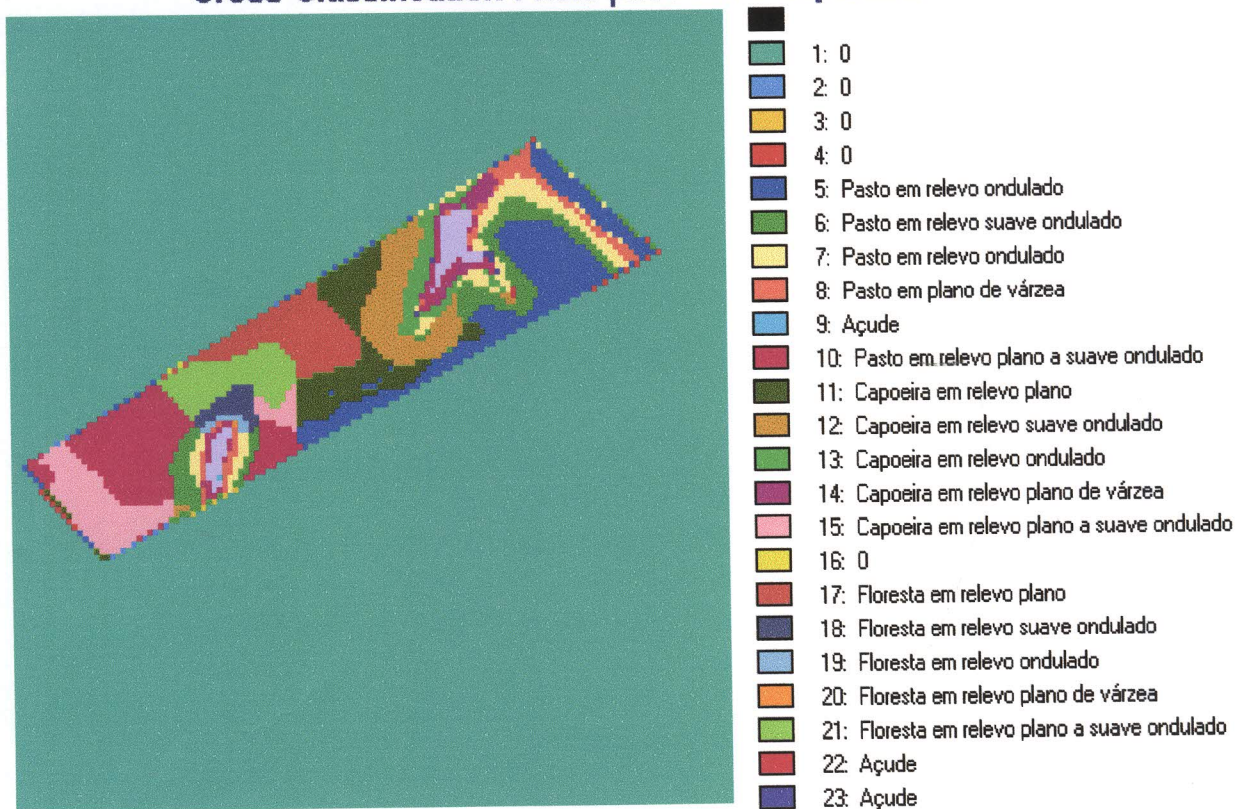 1: 0
2: 0
3: 0
4: 0
5: Pasto em relevo ondulado
6: Pasto em relevo suave ondulado
7: Pasto em relevo ondulado
8: Pasto em plano de várzea
9: Açude
10: Pasto em relevo plano a suave ondulado
11: Capoeira em relevo plano
12: Capoeira em relevo suave ondulado
13: Capoeira em relevo ondulado
14: Capoeira em relevo plano de várzea
15: Capoeira em relevo plano a suave ondulado
16: 0
17: Floresta em relevo plano
18: Floresta em relevo suave ondulado
19: Floresta em relevo ondulado
20: Floresta em relevo plano de várzea
21: Floresta em relevo plano a suave ondulado
22: Açude
23: Açude